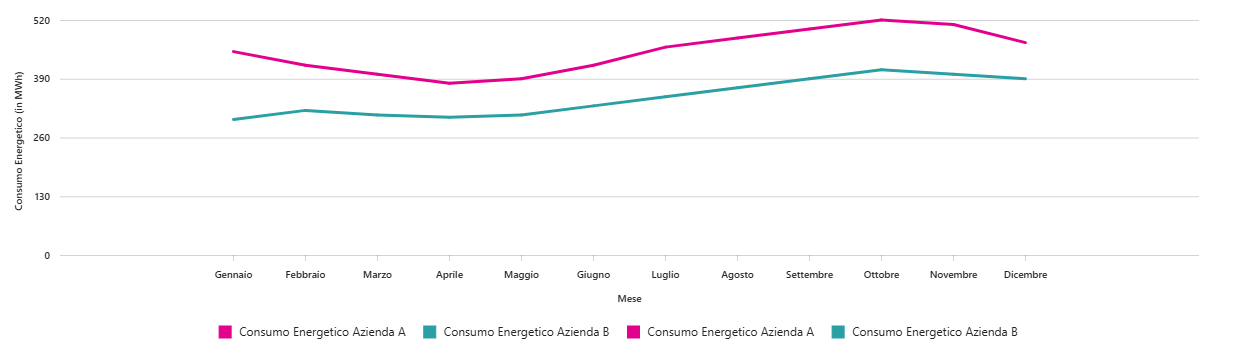 520
390
260
130
0
Consumo Energetico (in MWh)
Gennaio Febbraio Marzo Aprile Maggio Giugno Luglio Agosto Settembre Ottobre Novembre Dicembre
Mese
Consumo Energetico Azienda A Consumo Energetico Azienda B Consumo Energetico Azienda A Consumo Energetico Azienda B